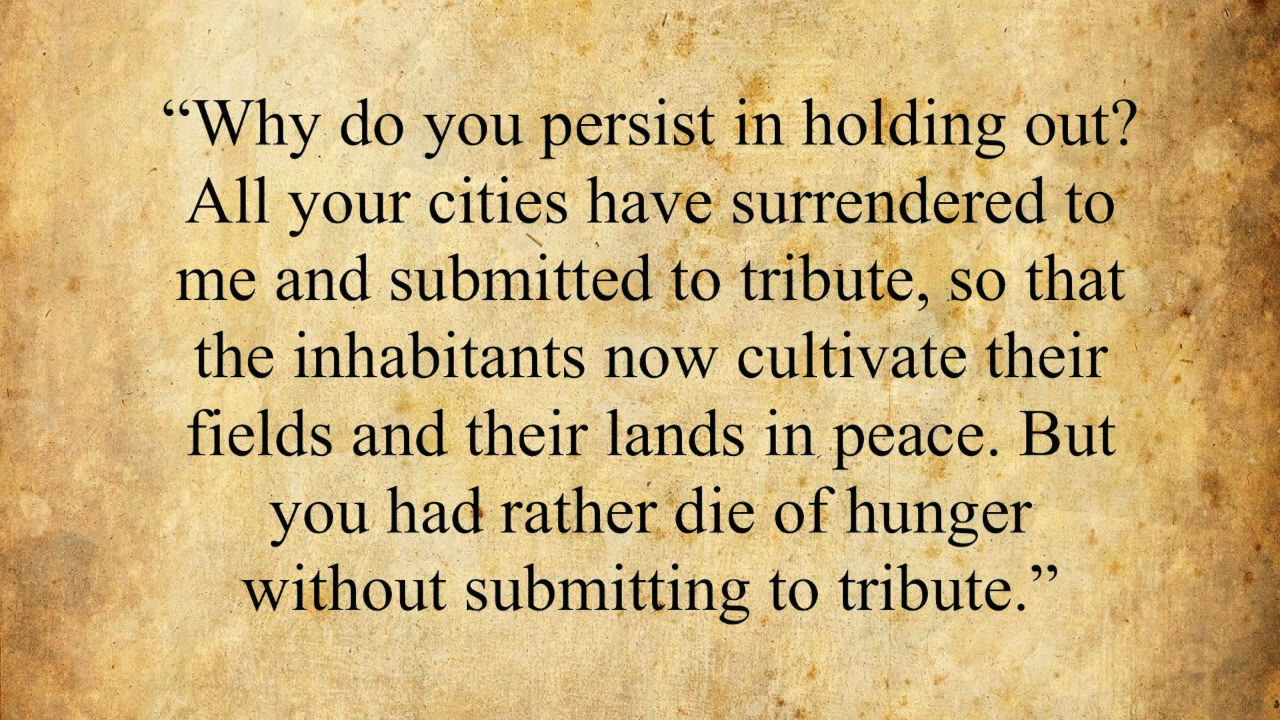 “Why do you persist in holding out?
All your cities have surrendered to
me and submitted to tribute, so that
the inhabitants now cultivate their
fields and their lands in peace. But
you had rather die of hunger
without submitting to tribute.”